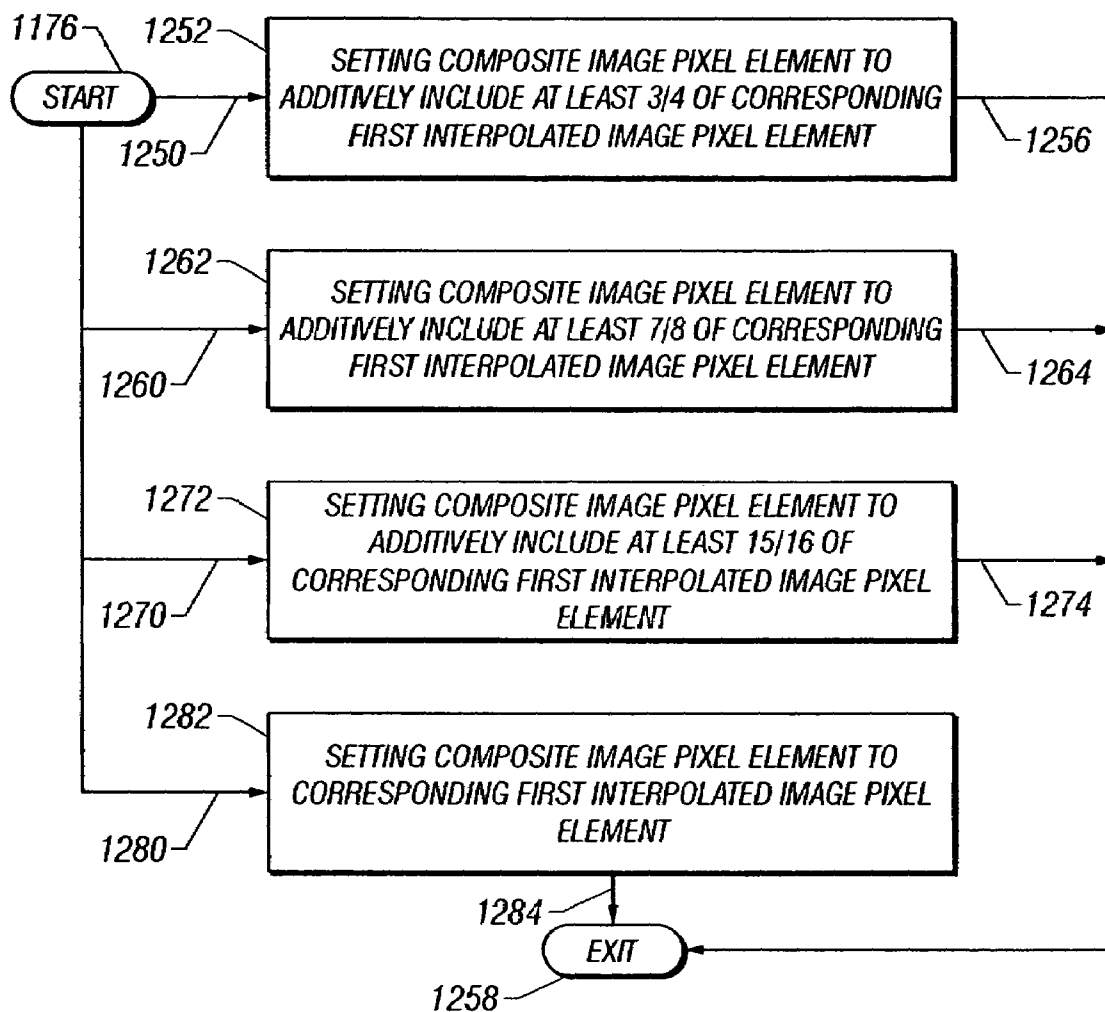 1176
START
1250
1252
SETTING COMPOSITE IMAGE PIXEL ELEMENT TO
ADDITIVELY INCLUDE AT LEAST 3/4 OF CORRESPONDING
FIRST INTERPOLATED IMAGE PIXEL ELEMENT
1256
1262
SETTING COMPOSITE IMAGE PIXEL ELEMENT TO
ADDITIVELY INCLUDE AT LEAST 7/8 OF CORRESPONDING
FIRST INTERPOLATED IMAGE PIXEL ELEMENT
1260
1264
1272
SETTING COMPOSITE IMAGE PIXEL ELEMENT TO
ADDITIVELY INCLUDE AT LEAST 15/16 OF
CORRESPONDING FIRST INTERPOLATED IMAGE PIXEL
ELEMENT
1270
1274
1282
SETTING COMPOSITE IMAGE PIXEL ELEMENT TO
CORRESPONDING FIRST INTERPOLATED IMAGE PIXEL
ELEMENT
1280
1284
EXIT
1258